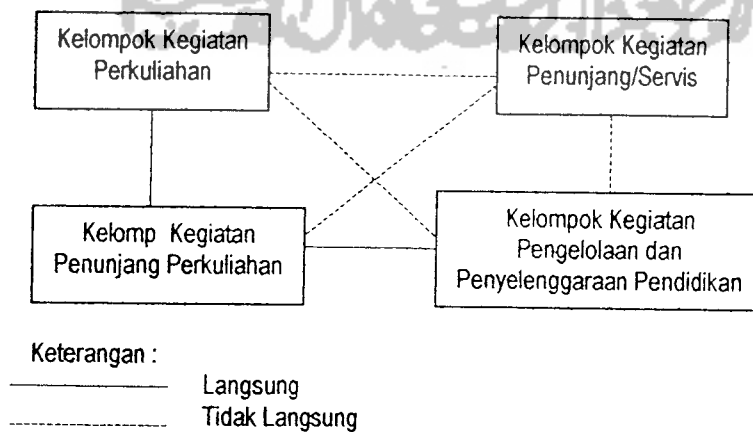 Kelompok Kegiatan
Perkuliahan
Kelompok Kegiatan
Penunjang/Servis
Kelomp Kegiatan
Penunjang Perkuliahan
Kelompok Kegiatan
Pengelolaan dan
Penyelenggaraan Pendidikan
Keterangan :
Langsung
Tidak Langsung